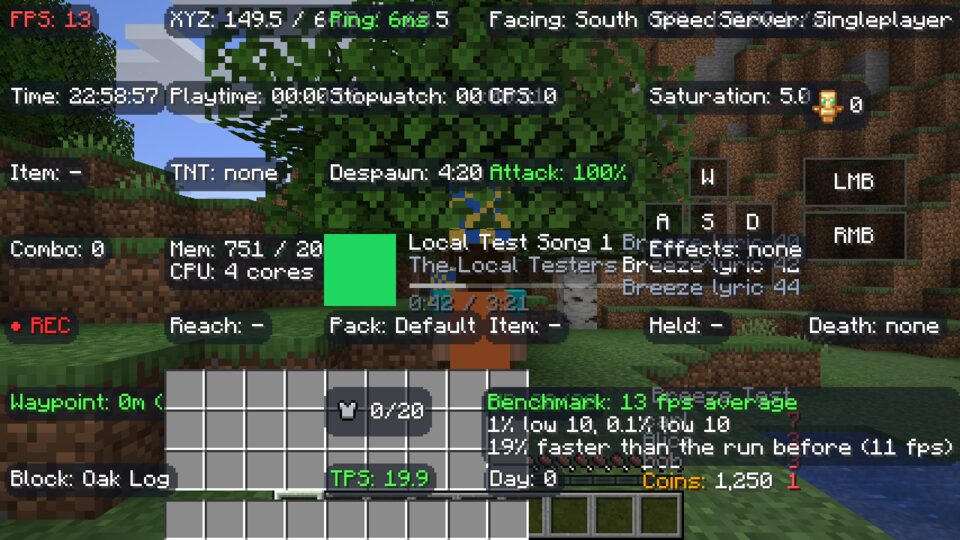 FPS: 13
XYZ: 149.5 / 6
Ping: 6ms 5
Facing: South
Speed
Server: Singleplayer
Time: 22:58:57
Playtime: 00:00
Stopwatch: 00
CPS: 0
Saturation: 5.0
0
Item: -
TNT: none
Despawn: 4:20
Attack: 100%
W
LMB
A S D
RMB
Combo: 0
Mem: 751 / 20
CPU: 4 cores
Local Test Song 1
The Local Testers
0:42 / 3:21
Effects: none
Breeze lyric 42
Breeze lyric 44
REC
Reach: -
Pack: Default
Item: -
Held: -
Death: none
Waypoint: 0m (
0/20
Breeze Test
Benchmark: 13 fps average
1% low 10, 0.1% low 10
19% faster than the run before (11 fps)
Bob
Block: Oak Log
TPS: 19.9
Day: 0
Coins: 1,250
1